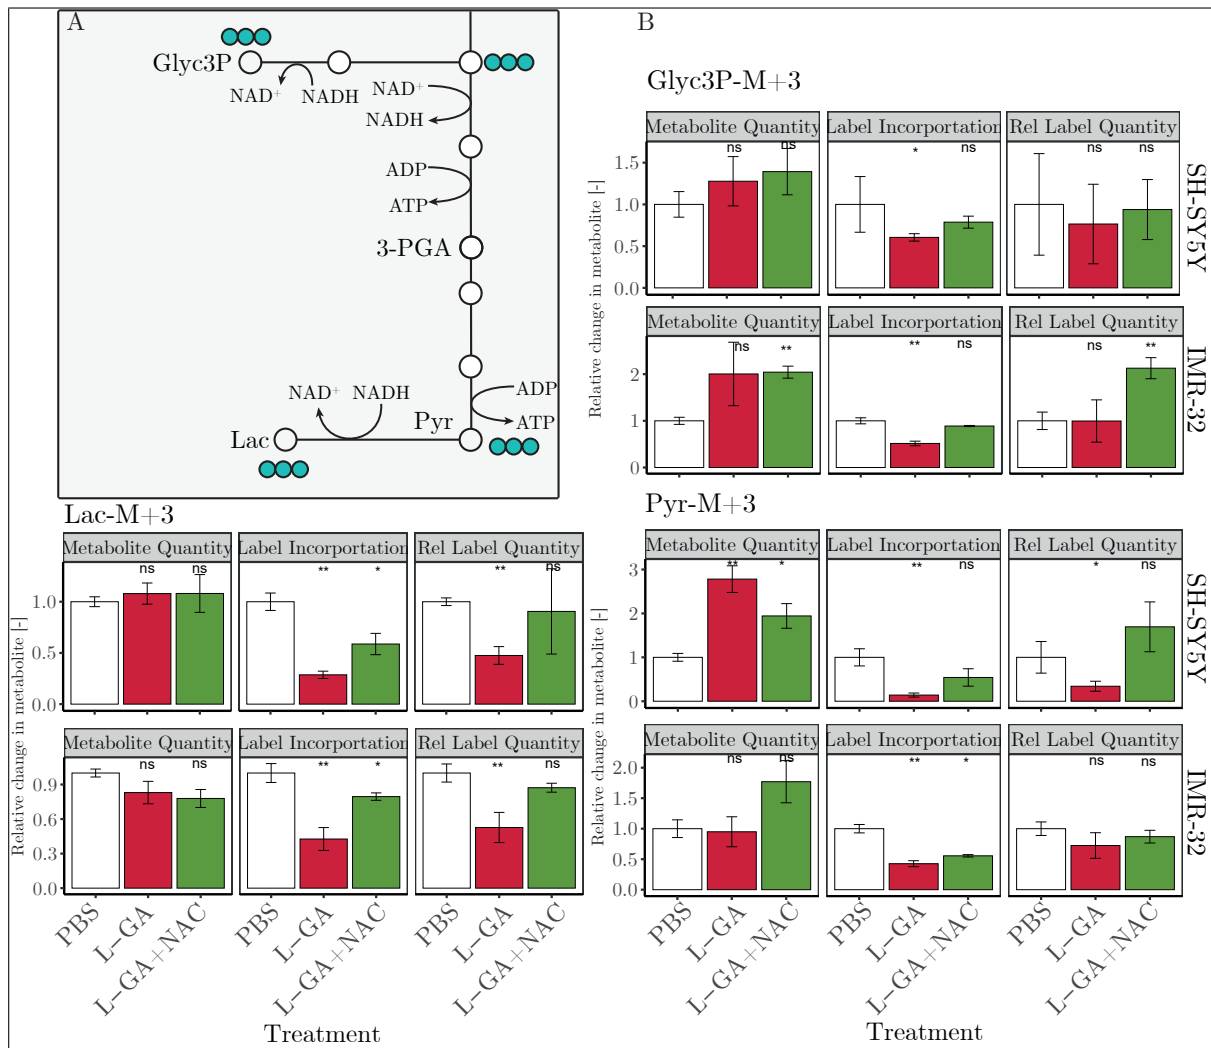 A
Glyc3P
NAD+
NADH
NAD+
NADH
ADP
ATP
3-PGA
NAD+
NADH
ADP
ATP
Pyr
Lac
B
Glyc3P-M+3
Relative change in metabolite [-]
Metabolite Quantity
Label Incorportation
Rel Label Quantity
1.5
1.0
0.5
0.0
ns
ns
*
ns
ns
ns
SH-SY5Y
Metabolite Quantity
Label Incorportation
Rel Label Quantity
2
1
0
ns
**
**
ns
ns
**
IMR-32
Lac-M+3
Relative change in metabolite [-]
Metabolite Quantity
Label Incorportation
Rel Label Quantity
1.0
0.5
0.0
ns
ns
**
*
**
ns
Metabolite Quantity
Label Incorportation
Rel Label Quantity
0.9
0.6
0.3
0.0
ns
ns
**
*
**
ns
PBS
L-GA
L-GA+NAC
PBS
L-GA
L-GA+NAC
PBS
L-GA
L-GA+NAC
Treatment
Pyr-M+3
Relative change in metabolite [-]
Metabolite Quantity
Label Incorportation
Rel Label Quantity
3
2
1
0
**
*
**
ns
*
ns
SH-SY5Y
Metabolite Quantity
Label Incorportation
Rel Label Quantity
2.0
1.5
1.0
0.5
0.0
ns
ns
**
*
ns
ns
IMR-32
PBS
L-GA
L-GA+NAC
PBS
L-GA
L-GA+NAC
PBS
L-GA
L-GA+NAC
Treatment